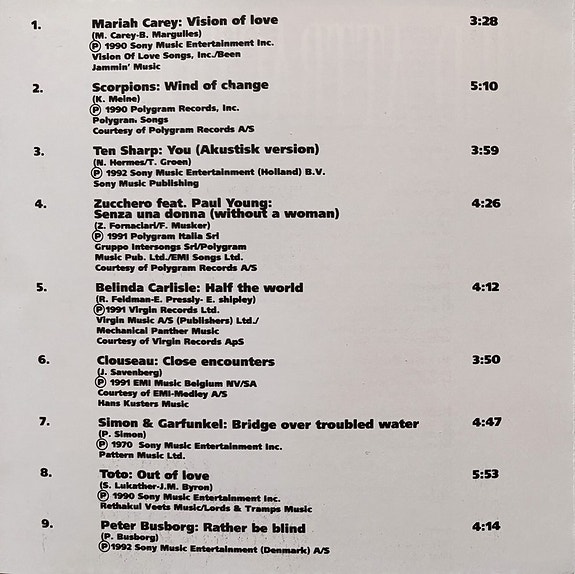 1. Mariah Carey: Vision of love 3:28
(M. Carey-B. Margulies)
Ⓟ 1990 Sony Music Entertainment Inc.
Vision Of Love Songs, Inc./Been
Jammin' Music
2. Scorpions: Wind of change 5:10
(K. Meine)
Ⓟ 1990 Polygram Records, Inc.
Polygram Songs
Courtesy of Polygram Records A/S
3. Ten Sharp: You (Akustisk version) 3:59
(N. Hermes/T. Groen)
Ⓟ 1992 Sony Music Entertainment (Holland) B.V.
Sony Music Publishing
4. Zucchero feat. Paul Young: 4:26
Senza una donna (without a woman)
(Z. Fornaciari/F. Musker)
Ⓟ 1991 Polygram Italia Srl
Gruppo Intersongs Srl/Polygram
Music Pub. Ltd./EMI Songs Ltd.
Courtesy of Polygram Records A/S
5. Belinda Carlisle: Half the world 4:12
(R. Feldman-E. Pressly- E. shipley)
Ⓟ1991 Virgin Records Ltd.
Virgin Music A/S (Publishers) Ltd./
Mechanical Panther Music
Courtesy of Virgin Records ApS
6. Clouseau: Close encounters 3:50
(J. Savenberg)
Ⓟ 1991 EMI Music Belgium NV/SA
Courtesy of EMI-Medley A/S
Hans Kusters Music
7. Simon & Garfunkel: Bridge over troubled water 4:47
(P. Simon)
Ⓟ 1970 Sony Music Entertainment Inc.
Pattern Music Ltd.
8. Toto: Out of love 5:53
(S. Lukather-J.M. Byron)
Ⓟ 1990 Sony Music Entertainment Inc.
Rethakul Veets Music/Lords & Tramps Music
9. Peter Busborg: Rather be blind 4:14
(P. Busborg)
Ⓟ1992 Sony Music Entertainment (Denmark) A/S